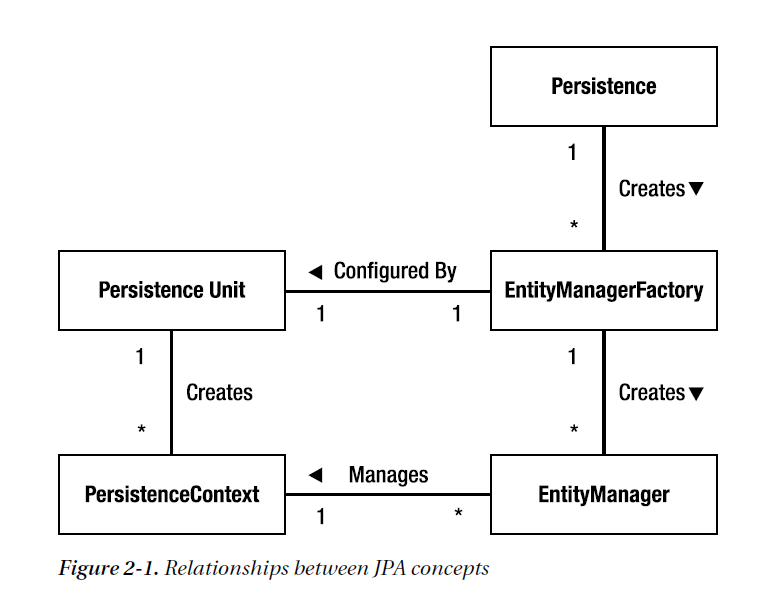 Persistence
1
Creates ▼
*
Persistence Unit
◄ Configured By
1
1
EntityManagerFactory
1
Creates
*
1
Creates ▼
*
PersistenceContext
◄ Manages
1
*
EntityManager
Figure 2-1. Relationships between JPA concepts